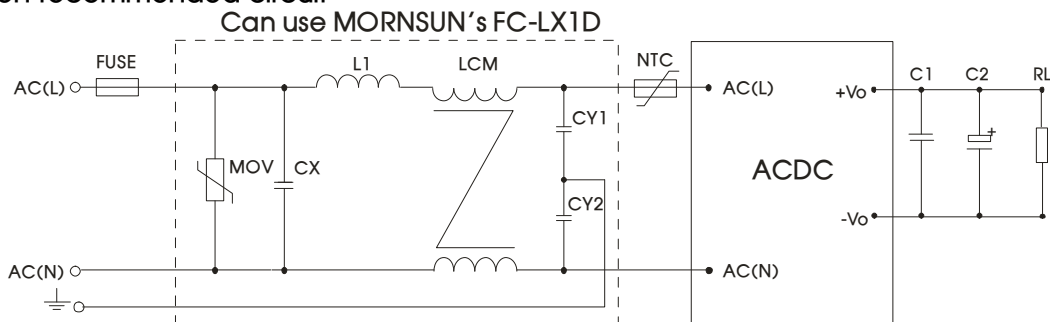 Can use MORNSUN's FC-LX1D
FUSE
L1
LCM
NTC
AC(L)
AC(L)
+Vo
C1
C2
RL
CY1
MOV
CX
ACDC
+
CY2
-Vo
AC(N)
AC(N)